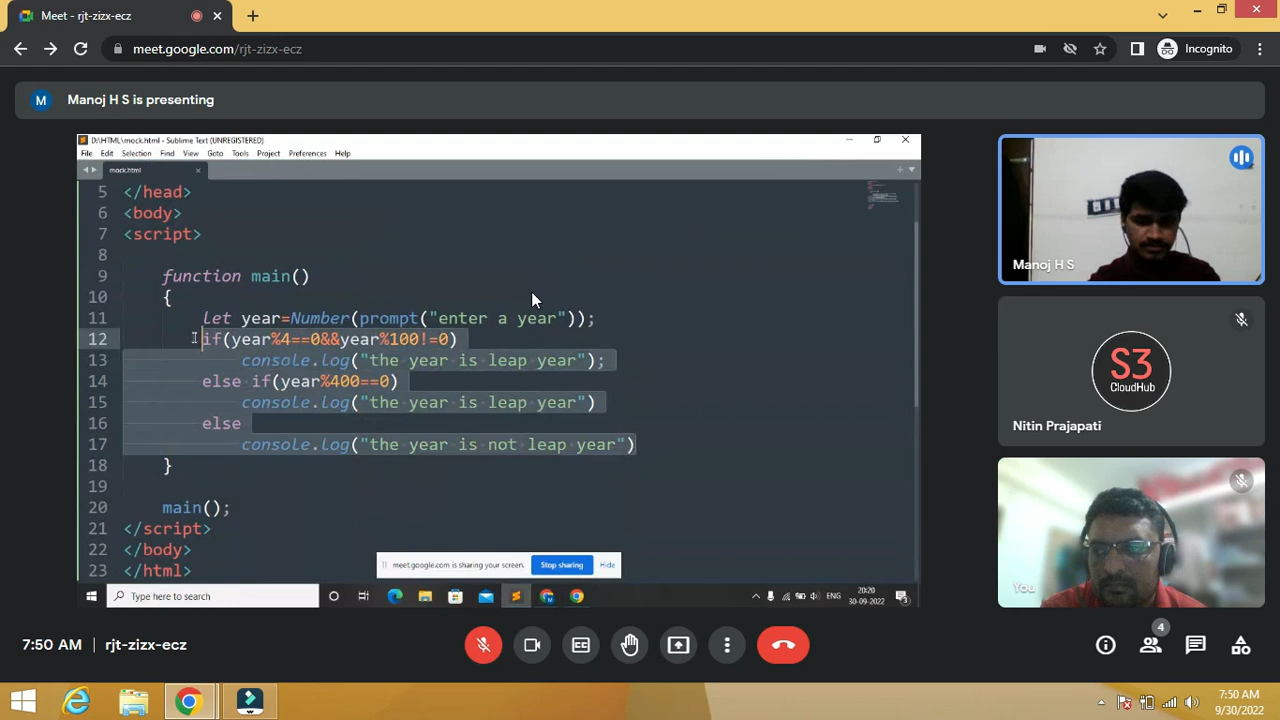 Meet - rjt-zizx-ecz
meet.google.com/rjt-zizx-ecz
Incognito
M Manoj H S is presenting
D:\HTML\mock.html - Sublime Text (UNREGISTERED)
File Edit Selection Find View Goto Tools Project Preferences Help
mock.html
5 </head>
6 <body>
7 <script>
8
9 function main()
10 {
11 let year=Number(prompt("enter a year"));
12 if(year%4==0&&year%100!=0)
13 console.log("the year is leap year");
14 else if(year%400==0)
15 console.log("the year is leap year")
16 else
17 console.log("the year is not leap year")
18 }
19
20 main();
21 </script>
22 </body>
23 </html>
meet.google.com is sharing your screen. Stop sharing Hide
Type here to search
ENG
20:20
30-09-2022
3
Manoj H S
S3
CloudHub
Nitin Prajapati
You
7:50 AM | rjt-zizx-ecz
4
7:50 AM
9/30/2022